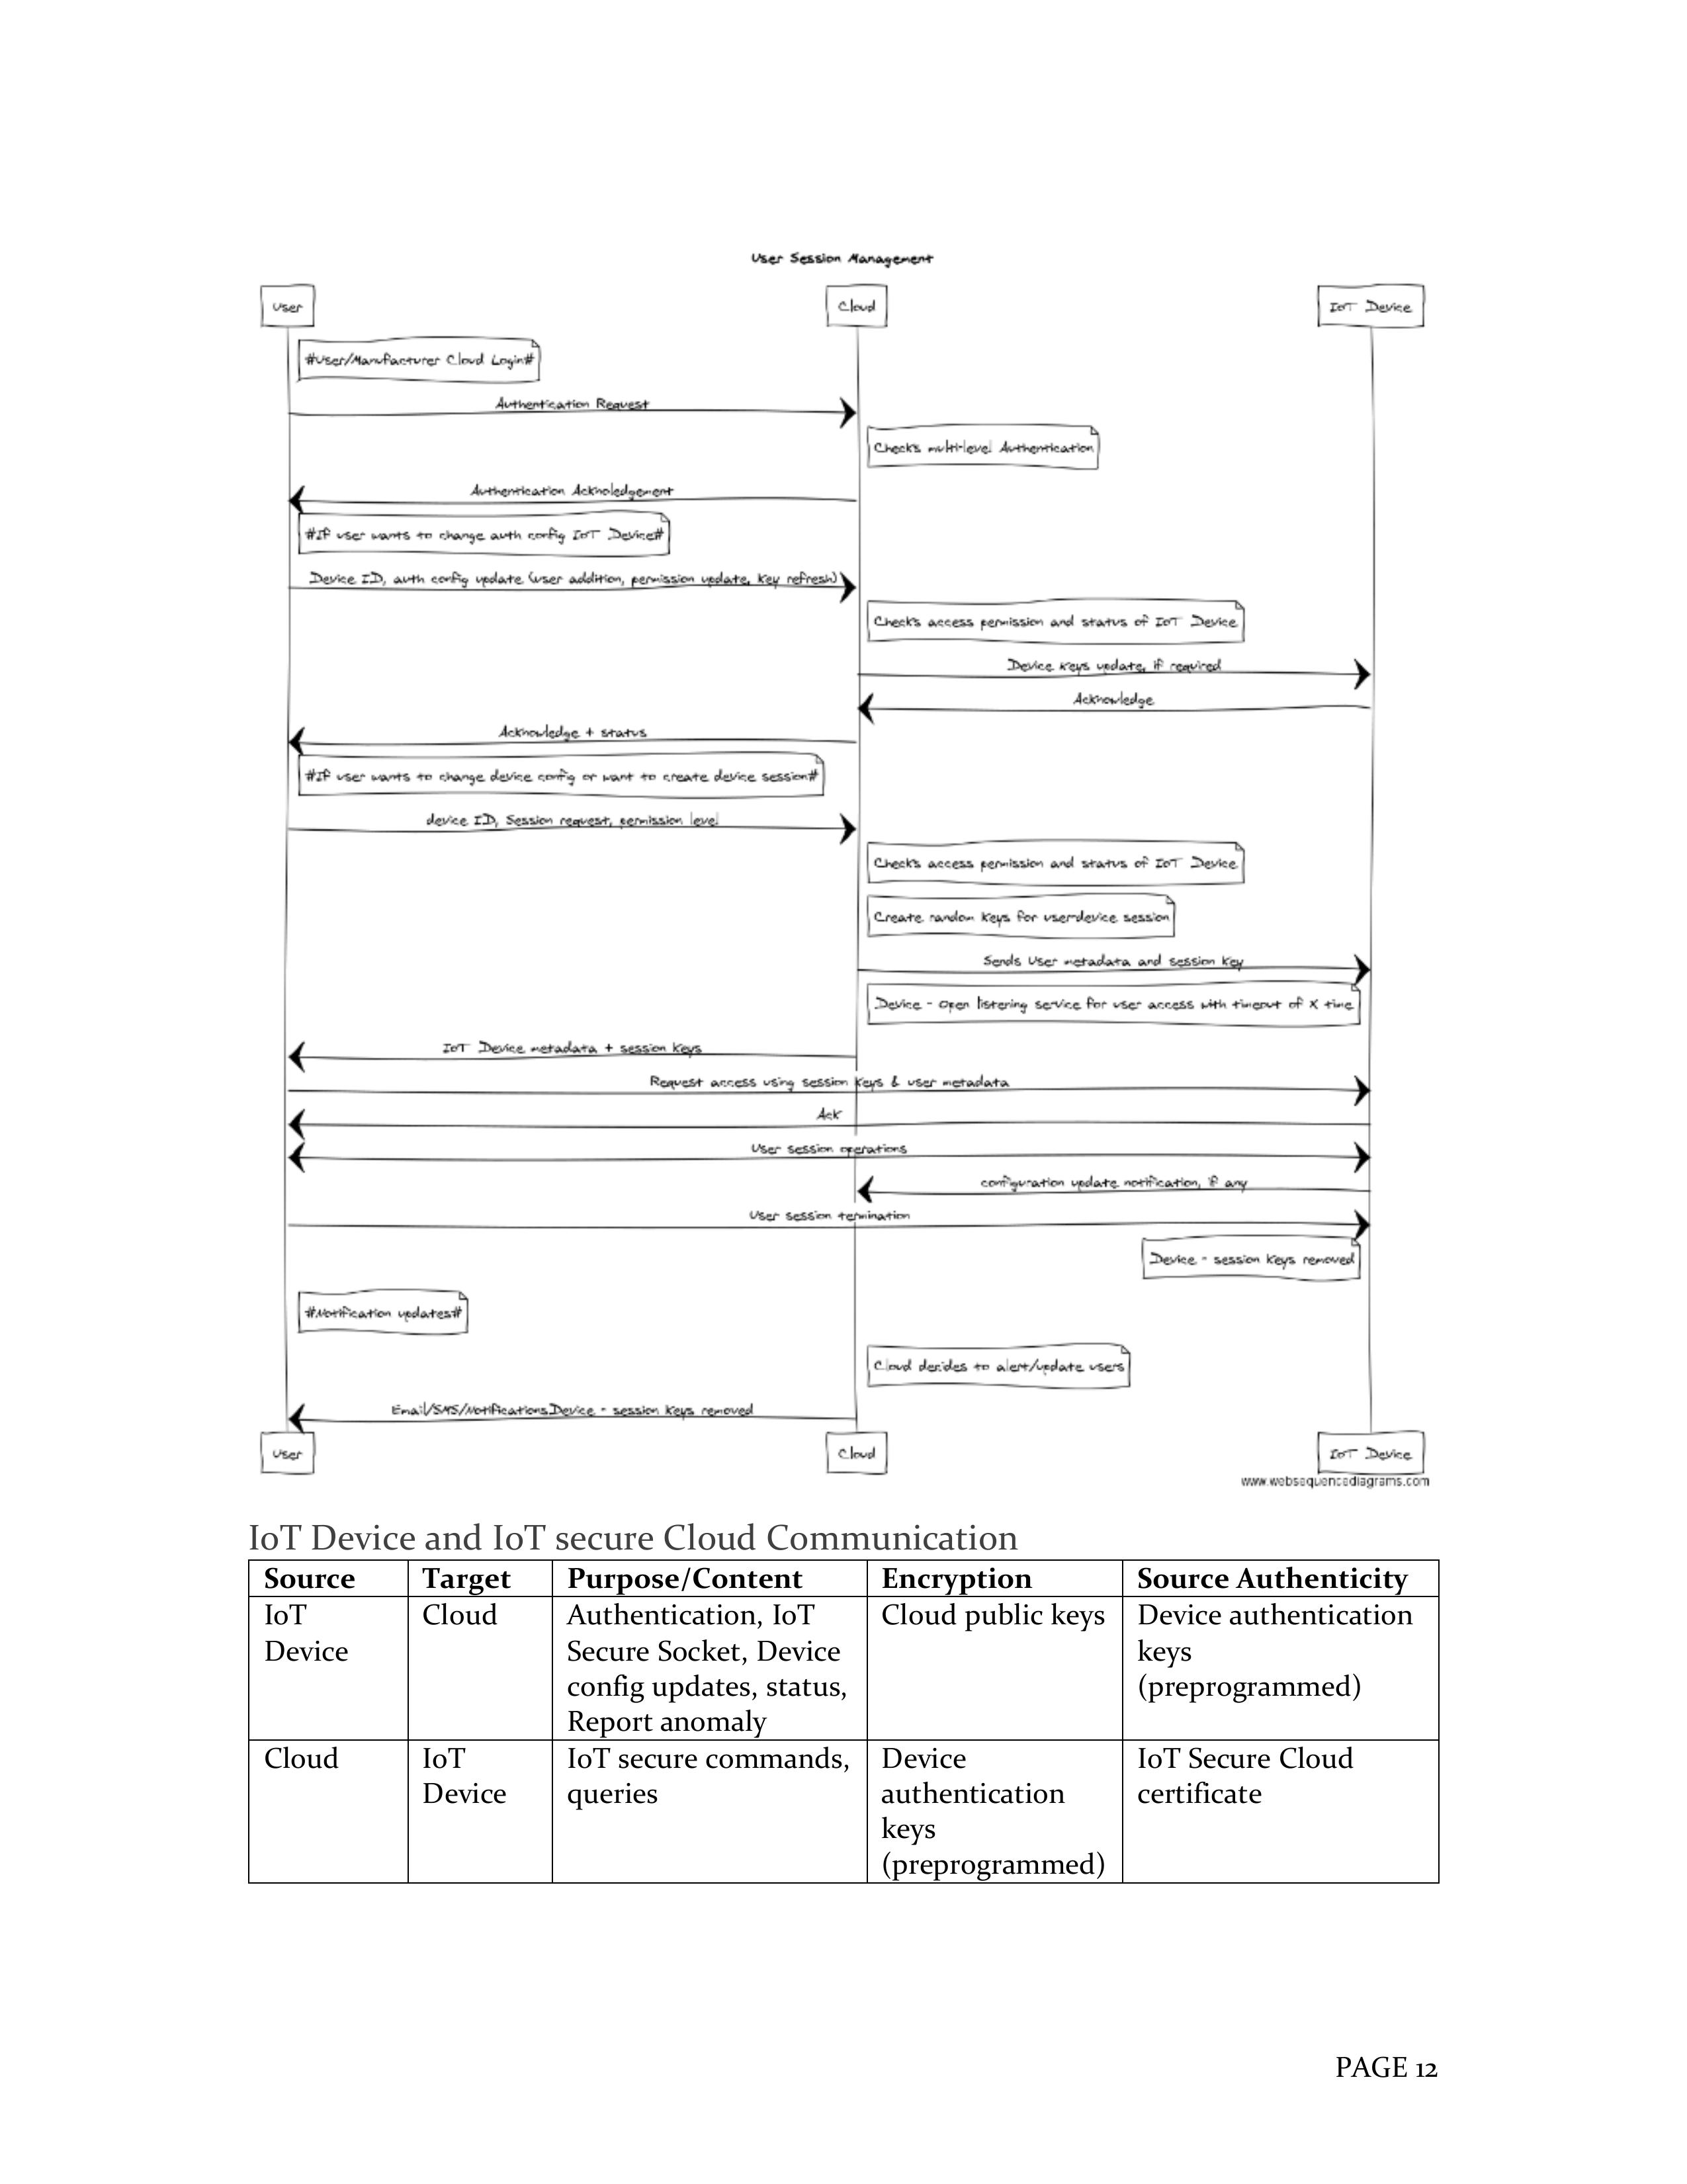 User Session Management
User
Cloud
IoT Device
#User/Manufacturer Cloud Login#
Authentication Request
Checks multi-level Authentication
Authentication Acknoledgement
#If user wants to change auth config IoT Device#
Device ID, auth config update (user addition, permission update, key refresh)
Checks access permission and status of IoT Device
Device keys update, if required
Acknowledge
Acknowledge + status
#If user wants to change device config or want to create device session#
device ID, Session request, permission level
Checks access permission and status of IoT Device
Create random keys for user-device session
Sends User metadata and session key
Device - Open listening service for user access with timeout of X time
IoT Device metadata + session keys
Request access using session keys & user metadata
Ack
User session operations
configuration update notification, if any
User session termination
Device - session keys removed
#Notification updates#
Cloud decides to alert/update users
Email/SMS/NotificationsDevice - session keys removed
User
Cloud
IoT Device
www.websequencediagrams.com
IoT Device and IoT secure Cloud Communication
Source Target Purpose/Content Encryption Source Authenticity
IoT Cloud Authentication, IoT Cloud public keys Device authentication
Device Secure Socket, Device keys
config updates, status, (preprogrammed)
Report anomaly
Cloud IoT IoT secure commands, Device IoT Secure Cloud
Device queries authentication certificate
keys
(preprogrammed)
PAGE 12